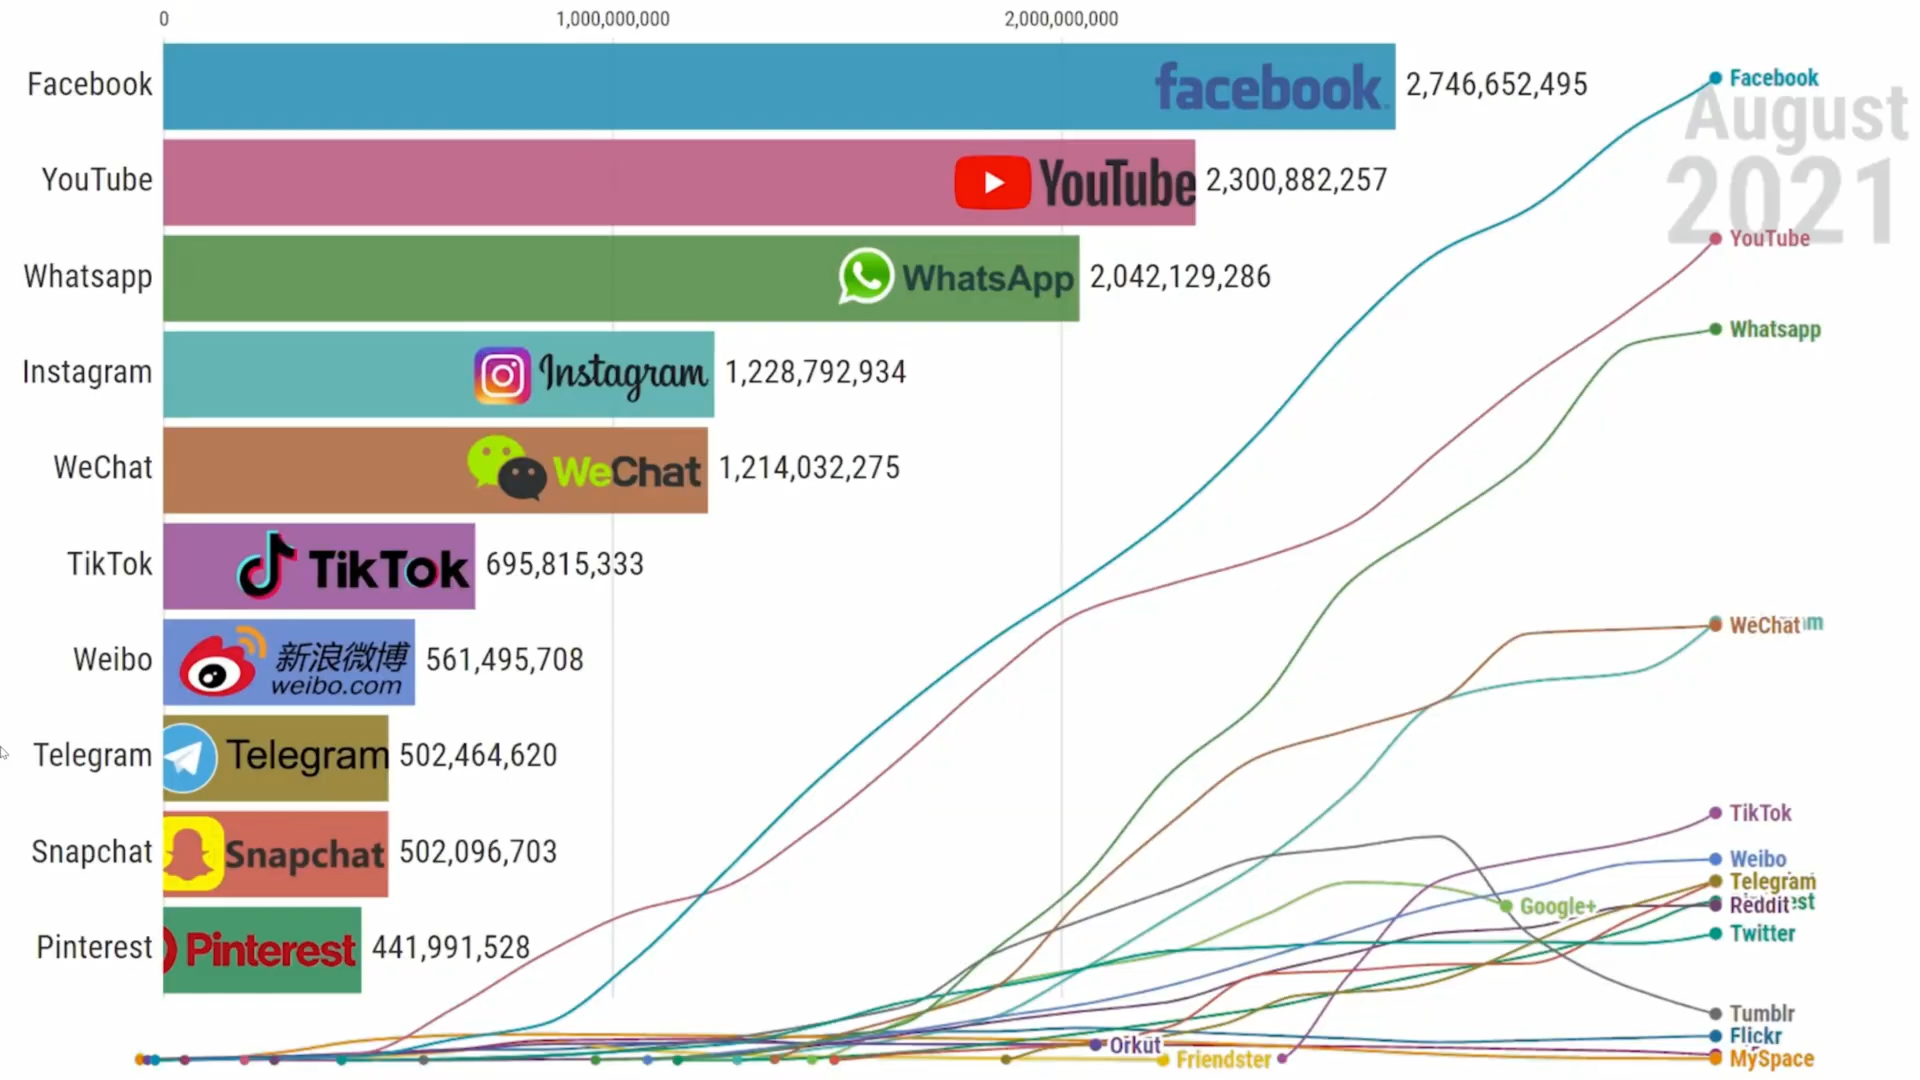 0 1,000,000,000 2,000,000,000
Facebook facebook. 2,746,652,495
YouTube YouTube 2,300,882,257
Whatsapp WhatsApp 2,042,129,286
Instagram Instagram 1,228,792,934
WeChat WeChat 1,214,032,275
TikTok TikTok 695,815,333
Weibo 新浪微博 561,495,708
weibo.com
Telegram Telegram 502,464,620
Snapchat Snapchat 502,096,703
Pinterest Pinterest 441,991,528
August
2021
Facebook
YouTube
Whatsapp
WeChat
TikTok
Weibo
Telegram
Reddit
Google+
Twitter
Tumblr
Flickr
Orkut
MySpace
Friendster